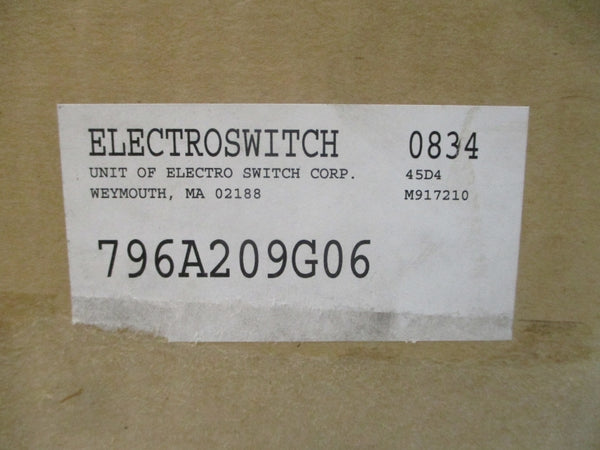 ELECTROSWITCH 0834
UNIT OF ELECTRO SWITCH CORP. 45D4
WEYMOUTH, MA 02188 M917210
796A209G06